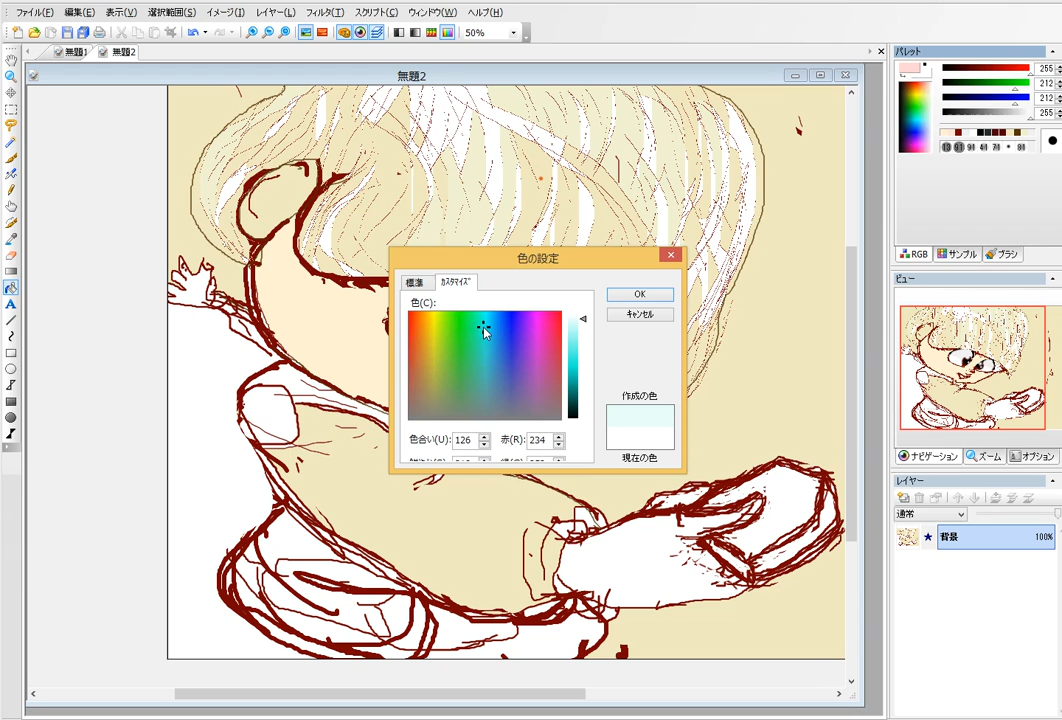 ファイル(F) 編集(E) 表示(V) 選択範囲(S) イメージ(I) レイヤー(L) フィルタ(T) スクリプト(C) ウィンドウ(W) ヘルプ(H)
50%
無題1 無題2
無題2
パレット
255
212
212
255
RGB サンプル ブラシ
ビュー
ナビゲーション ズーム オプション
レイヤー
通常
背景 100%
色の設定
標準 カスタマイズ
色(C):
OK
キャンセル
作成の色
現在の色
色合い(U): 126 赤(R): 234